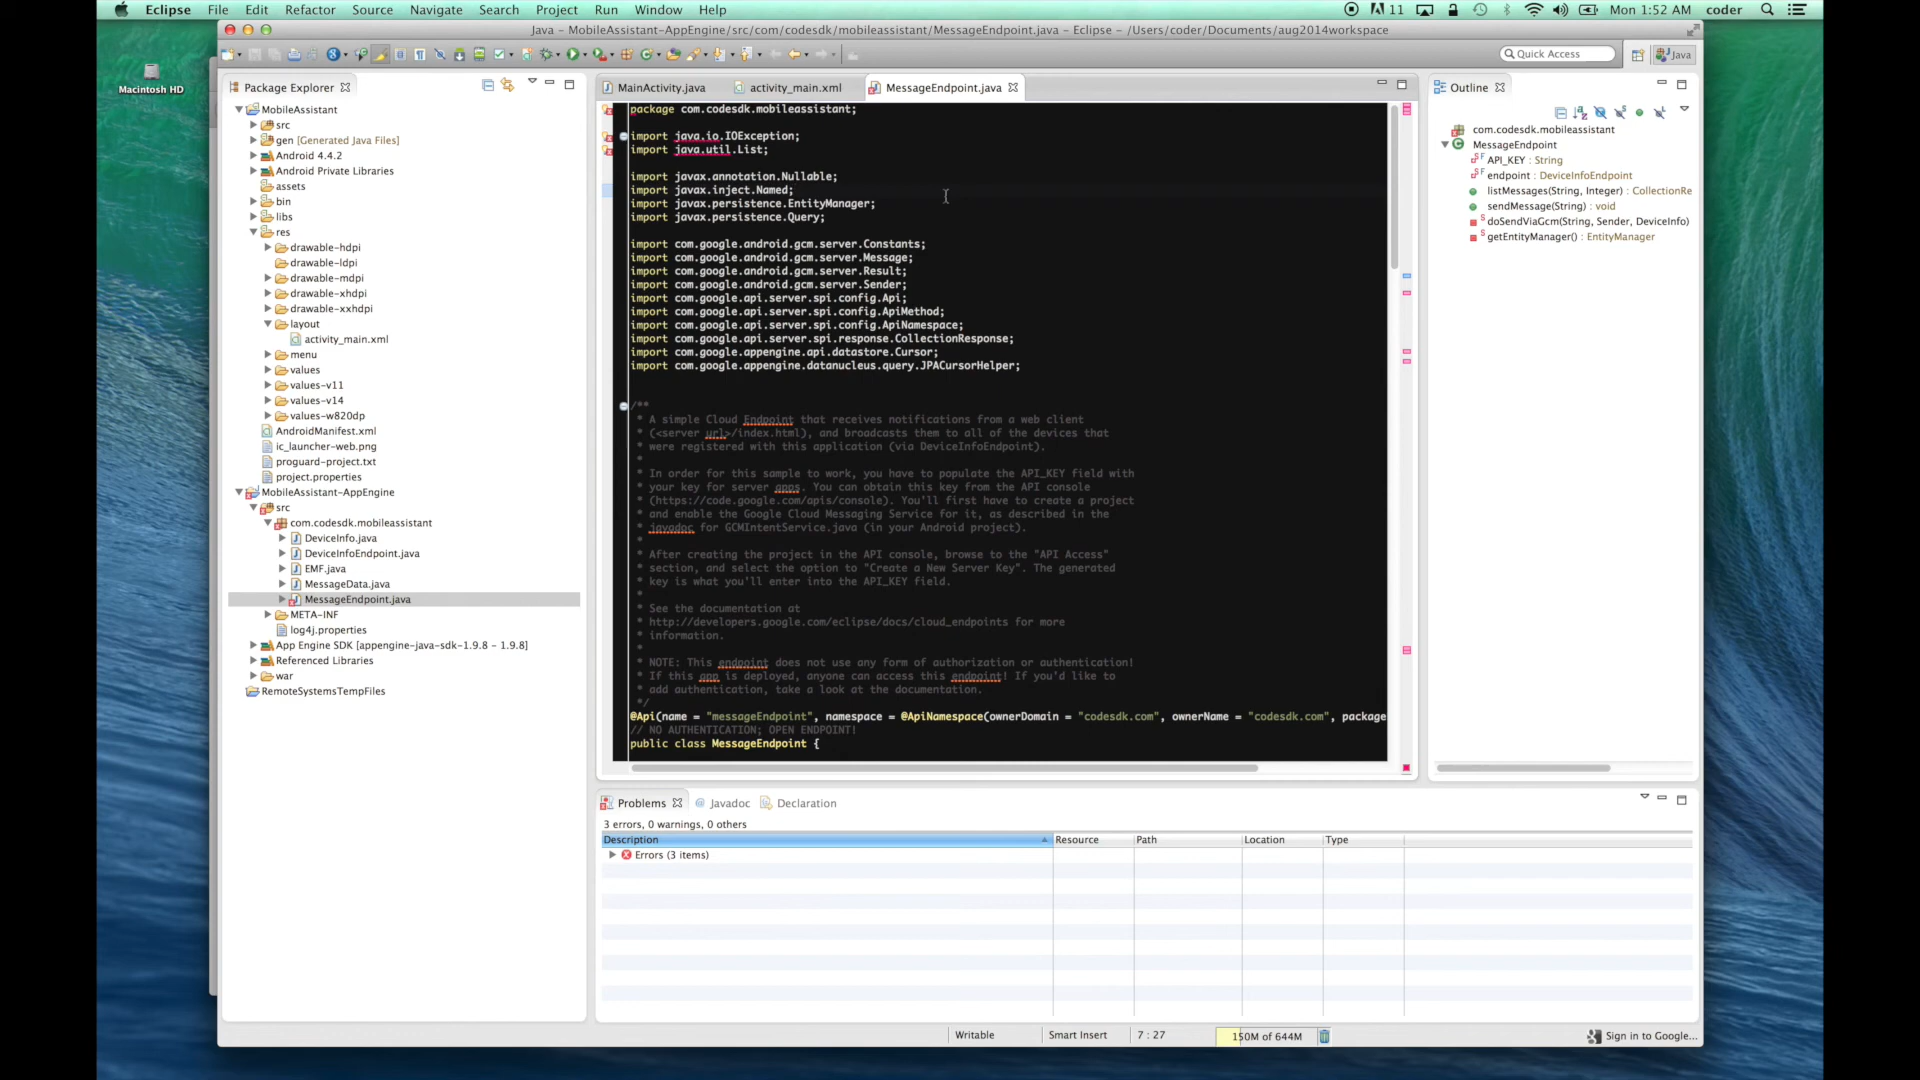 Eclipse File Edit Refactor Source Navigate Search Project Run Window Help
11 Mon 1:52 AM coder
Java – MobileAssistant-AppEngine/src/com/codesdk/mobileassistant/MessageEndpoint.java – Eclipse – /Users/coder/Documents/aug2014workspace
Quick Access
Java
Macintosh HD
Package Explorer
MobileAssistant
src
gen [Generated Java Files]
Android 4.4.2
Android Private Libraries
assets
bin
libs
res
drawable-hdpi
drawable-ldpi
drawable-mdpi
drawable-xhdpi
drawable-xxhdpi
layout
activity_main.xml
menu
values
values-v11
values-v14
values-w820dp
AndroidManifest.xml
ic_launcher-web.png
proguard-project.txt
project.properties
MobileAssistant-AppEngine
src
com.codesdk.mobileassistant
DeviceInfo.java
DeviceInfoEndpoint.java
EMF.java
MessageData.java
MessageEndpoint.java
META-INF
log4j.properties
App Engine SDK [appengine-java-sdk-1.9.8 - 1.9.8]
Referenced Libraries
war
RemoteSystemsTempFiles
MainActivity.java activity_main.xml MessageEndpoint.java
package com.codesdk.mobileassistant;
import java.io.IOException;
import java.util.List;
import javax.annotation.Nullable;
import javax.inject.Named;
import javax.persistence.EntityManager;
import javax.persistence.Query;
import com.google.android.gcm.server.Constants;
import com.google.android.gcm.server.Message;
import com.google.android.gcm.server.Result;
import com.google.android.gcm.server.Sender;
import com.google.api.server.spi.config.Api;
import com.google.api.server.spi.config.ApiMethod;
import com.google.api.server.spi.config.ApiNamespace;
import com.google.api.server.spi.response.CollectionResponse;
import com.google.appengine.api.datastore.Cursor;
import com.google.appengine.datanucleus.query.JPACursorHelper;
/**
* A simple Cloud Endpoint that receives notifications from a web client
* (<server url>/index.html), and broadcasts them to all of the devices that
* were registered with this application (via DeviceInfoEndpoint).
*
* In order for this sample to work, you have to populate the API_KEY field with
* your key for server apps. You can obtain this key from the API console
* (https://code.google.com/apis/console). You'll first have to create a project
* and enable the Google Cloud Messaging Service for it, as described in the
* javadoc for GCMIntentService.java (in your Android project).
*
* After creating the project in the API console, browse to the "API Access"
* section, and select the option to "Create a New Server Key". The generated
* key is what you'll enter into the API_KEY field.
*
* See the documentation at
* http://developers.google.com/eclipse/docs/cloud_endpoints for more
* information.
*
* NOTE: This endpoint does not use any form of authorization or authentication!
* If this app is deployed, anyone can access this endpoint! If you'd like to
* add authentication, take a look at the documentation.
*/
@Api(name = "messageEndpoint", namespace = @ApiNamespace(ownerDomain = "codesdk.com", ownerName = "codesdk.com", package
// NO AUTHENTICATION; OPEN ENDPOINT!
public class MessageEndpoint {
Outline
com.codesdk.mobileassistant
MessageEndpoint
API_KEY : String
endpoint : DeviceInfoEndpoint
listMessages(String, Integer) : CollectionRe
sendMessage(String) : void
doSendViaGcm(String, Sender, DeviceInfo)
getEntityManager() : EntityManager
Problems Javadoc Declaration
3 errors, 0 warnings, 0 others
Description Resource Path Location Type
Errors (3 items)
Writable Smart Insert 7 : 27 150M of 644M Sign in to Google...